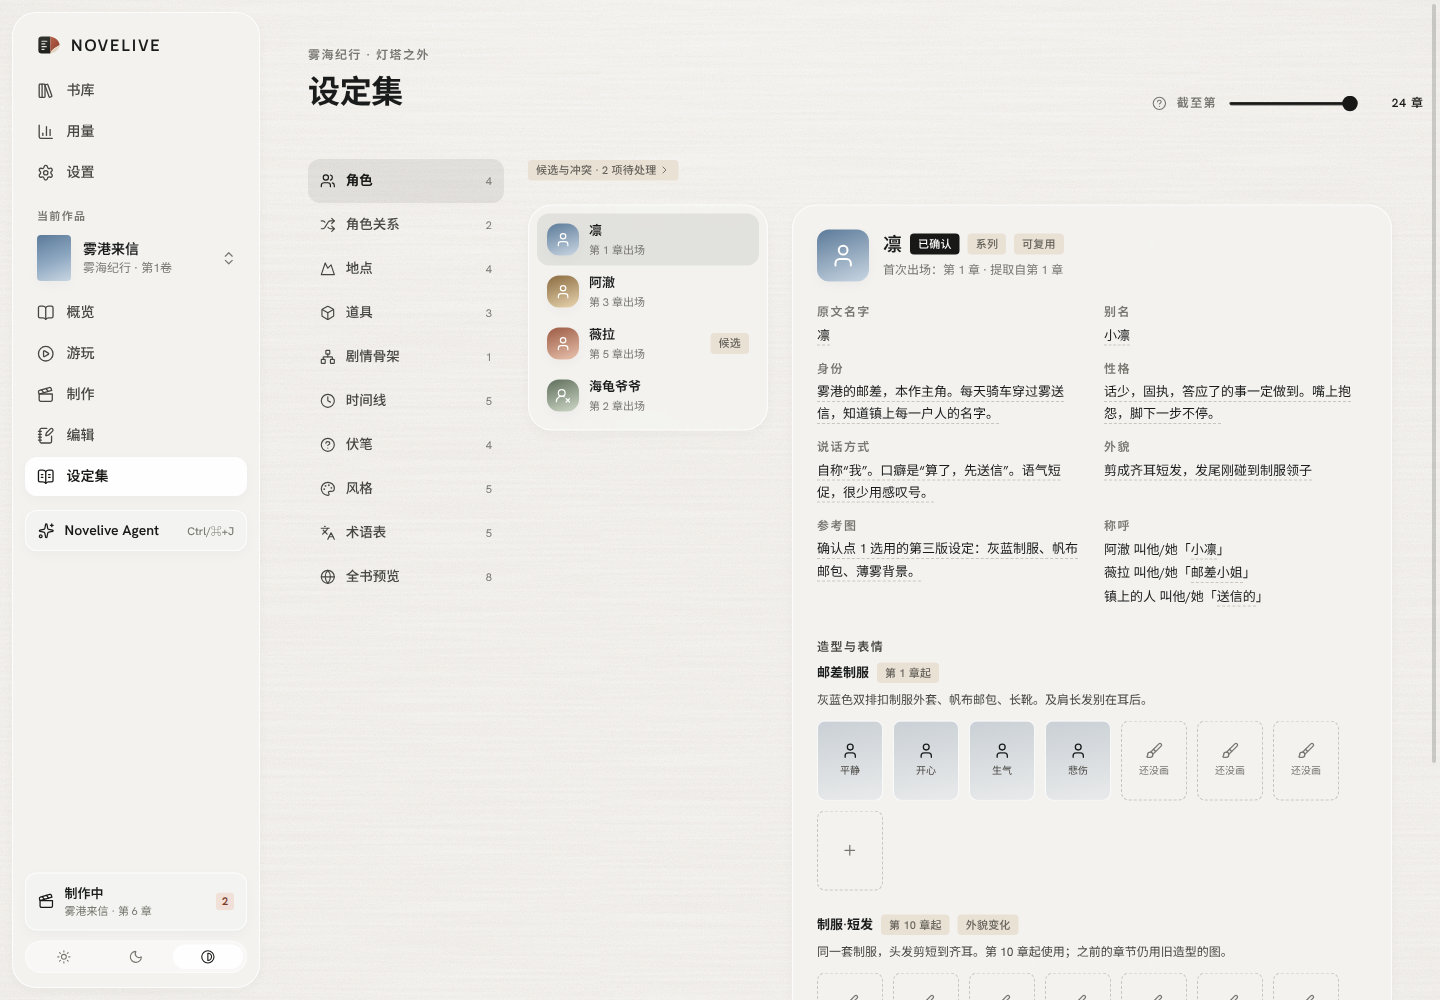 NOVELIVE
书库
用量
设置
当前作品
雾港来信
雾海纪行 · 第1卷
概览
游玩
制作
编辑
设定集
Novelive Agent Ctrl/⌘+J
制作中
雾港来信 · 第 6 章
2
雾海纪行 · 灯塔之外
设定集
截至第 24 章
角色 4
角色关系 2
地点 4
道具 3
剧情骨架 1
时间线 5
伏笔 4
风格 5
术语表 5
全书预览 8
候选与冲突 · 2 项待处理
凛
第 1 章出场
阿澈
第 3 章出场
薇拉
第 5 章出场
候选
海龟爷爷
第 2 章出场
凛 已确认 系列 可复用
首次出场：第 1 章 · 提取自第 1 章
原文名字
凛
别名
小凛
身份
雾港的邮差，本作主角。每天骑车穿过雾送
信，知道镇上每一户人的名字。
性格
话少，固执，答应了的事一定做到。嘴上抱
怨，脚下一步不停。
说话方式
自称“我”。口癖是“算了，先送信”。语气短
促，很少用感叹号。
外貌
剪成齐耳短发，发尾刚碰到制服领子
参考图
确认点 1 选用的第三版设定：灰蓝制服、帆布
邮包、薄雾背景。
称呼
阿澈 叫他/她「小凛」
薇拉 叫他/她「邮差小姐」
镇上的人 叫他/她「送信的」
造型与表情
邮差制服 第 1 章起
灰蓝色双排扣制服外套、帆布邮包、长靴。及肩长发别在耳后。
平静 开心 生气 悲伤 还没画 还没画 还没画
制服·短发 第 10 章起 外貌变化
同一套制服，头发剪短到齐耳。第 10 章起使用；之前的章节仍用旧造型的图。